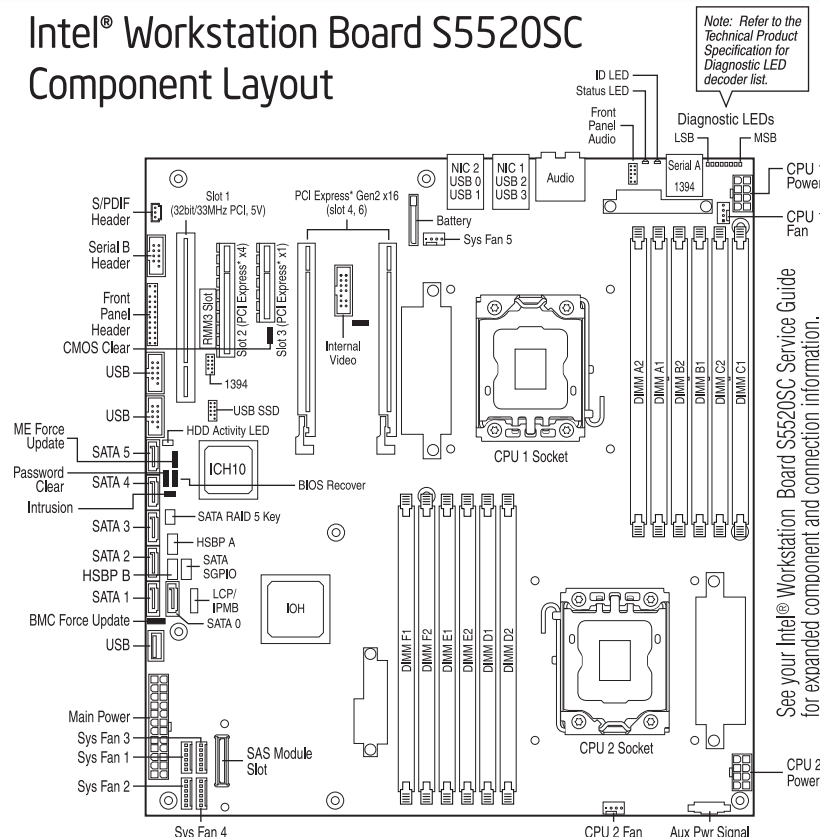 Intel® Workstation Board S5520SC
Component Layout
Note: Refer to the
Technical Product
Specification for
Diagnostic LED
decoder list.
ID LED
Status LED
Front
Panel
Audio
Diagnostic LEDs
LSB
MSB
NIC 2
USB 0
USB 1
NIC 1
USB 2
USB 3
Audio
Serial A
1394
CPU 1
Power
CPU 1
Fan
S/PDIF
Header
Slot 1
(32bit/33MHz PCI, 5V)
PCI Express* Gen2 x16
(slot 4, 6)
Battery
Sys Fan 5
Serial B
Header
Front
Panel
Header
CMOS Clear
RMM3 Slot
Slot 2 (PCI Express* x4)
Slot 3 (PCI Express* x1)
Internal
Video
USB
1394
USB
USB SSD
HDD Activity LED
ME Force
Update
SATA 5
Password
Clear
SATA 4
ICH10
BIOS Recover
Intrusion
SATA RAID 5 Key
SATA 3
HSBP A
SATA 2
SATA
SGPIO
HSBP B
SATA 1
LCP/
IPMB
BMC Force Update
SATA 0
IOH
USB
CPU 1 Socket
DIMM A2
DIMM A1
DIMM B2
DIMM B1
DIMM C2
DIMM C1
DIMM F1
DIMM F2
DIMM E1
DIMM E2
DIMM D1
DIMM D2
See your Intel® Workstation Board S5520SC Service Guide
for expanded component and connection information.
Main Power
Sys Fan 3
Sys Fan 1
SAS Module
Slot
Sys Fan 2
Sys Fan 4
CPU 2 Socket
CPU 2
Power
CPU 2 Fan
Aux Pwr Signal